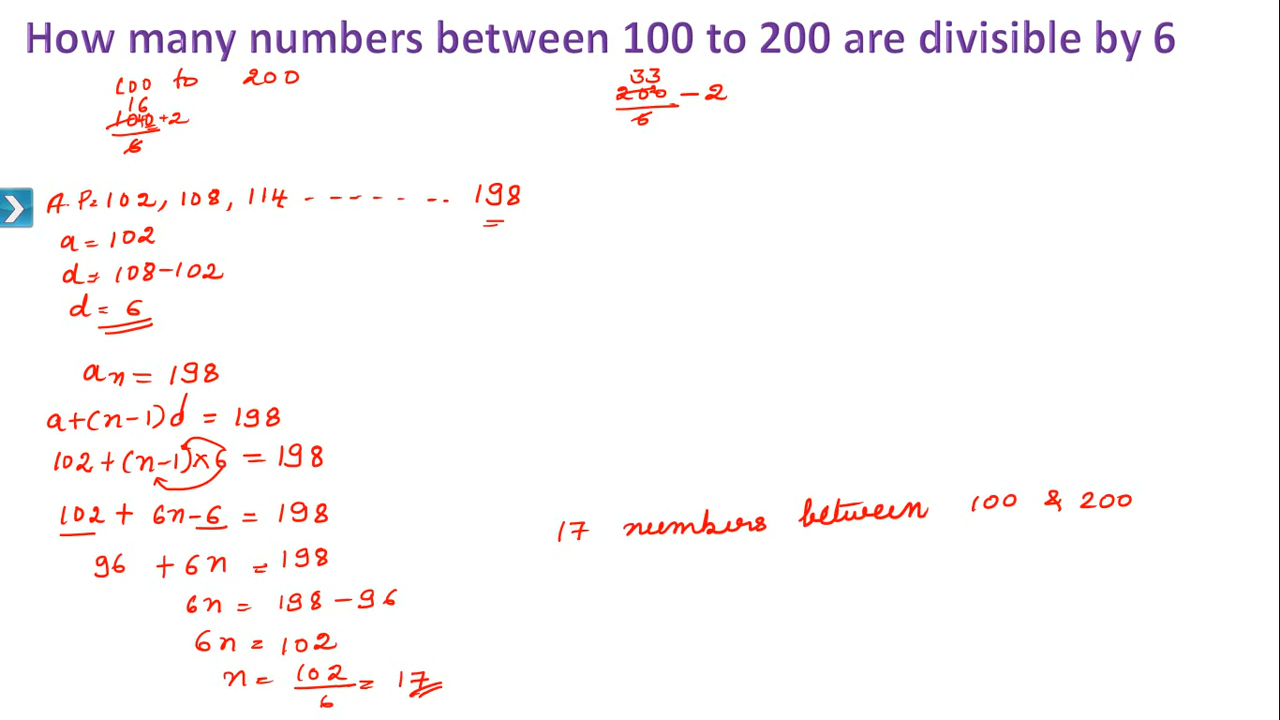 How many numbers between 100 to 200 are divisible by 6
100 to 200
16
100 +2
6
33
200 - 2
6
A.P= 102, 108, 114 - - - - - - - .. 198
a = 102
d = 108-102
d = 6
an = 198
a+(n-1)d = 198
102 + (n-1)×6 = 198
102 + 6n-6 = 198
96 + 6n = 198
6n = 198 - 96
6n = 102
n = 102/6 = 17
17 numbers between 100 & 200